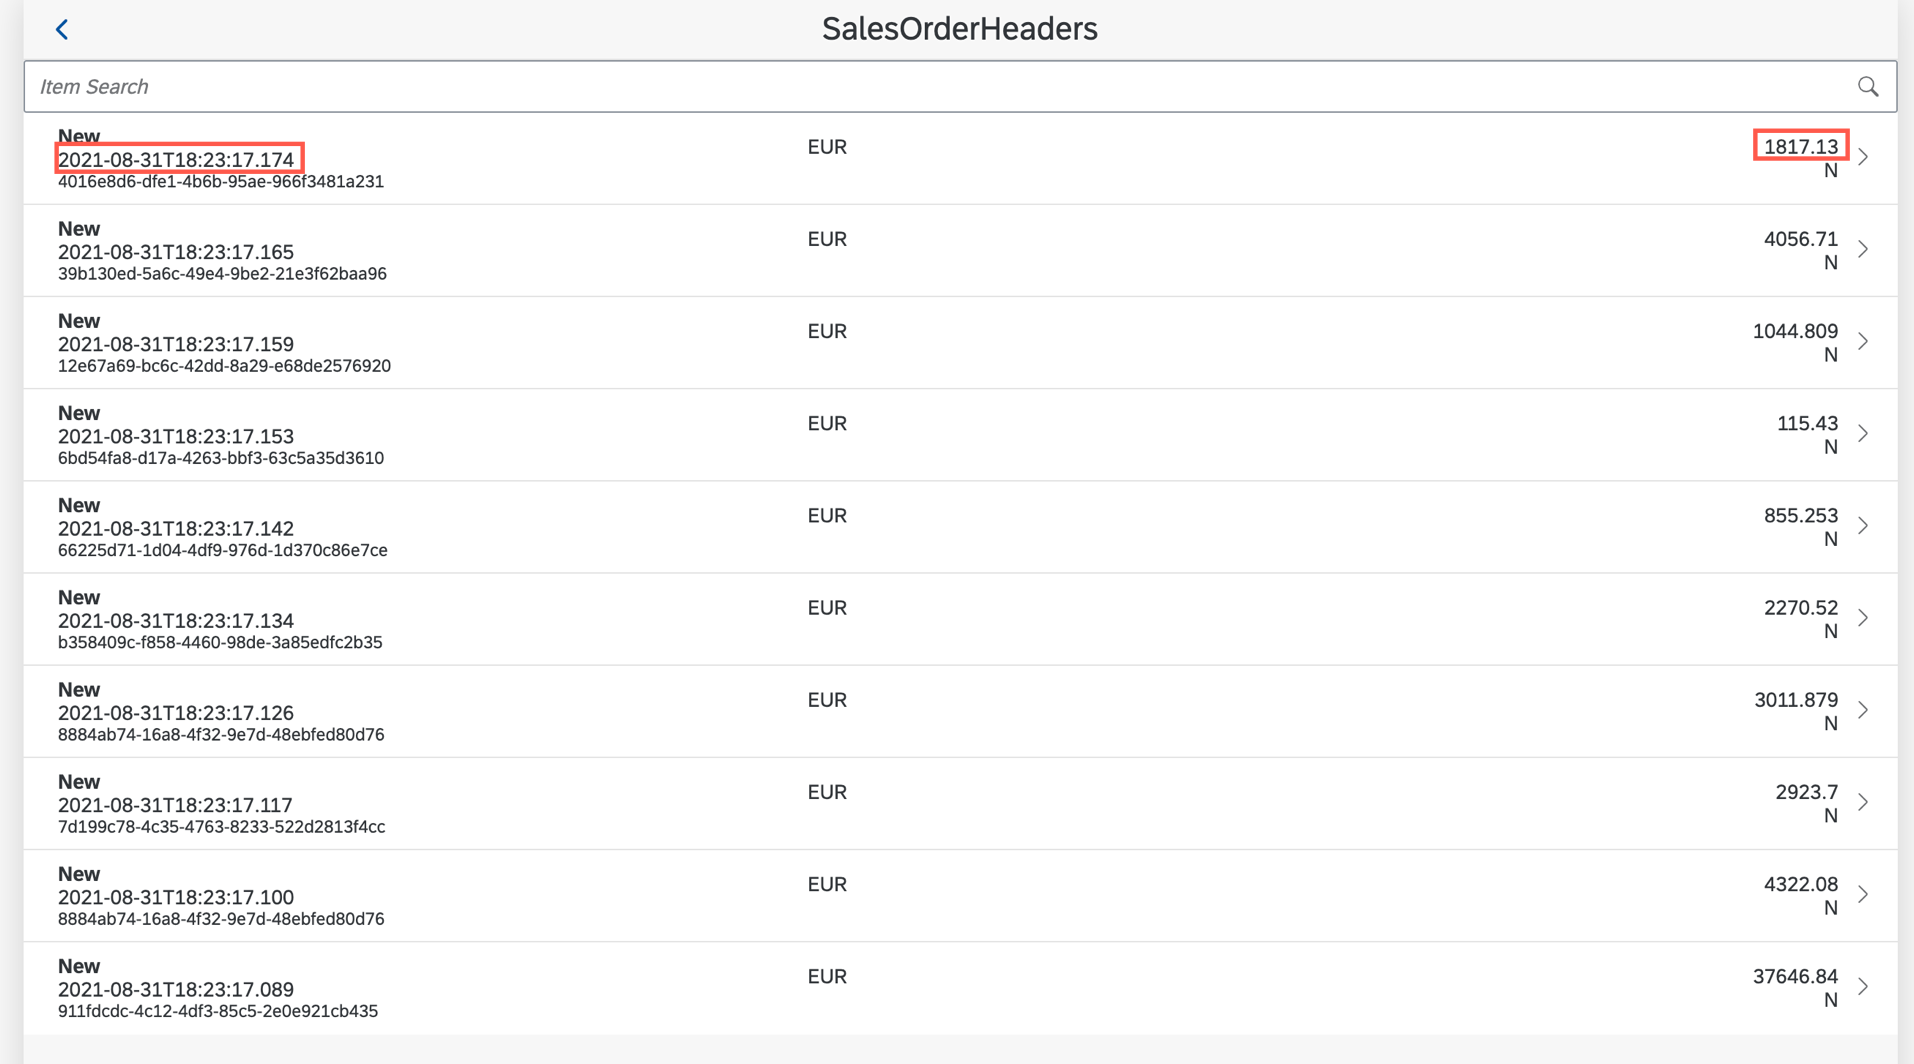 SalesOrderHeaders
Item Search
New
2021-08-31T18:23:17.174
4016e8d6-dfe1-4b6b-95ae-966f3481a231
EUR
1817.13
N
New
2021-08-31T18:23:17.165
39b130ed-5a6c-49e4-9be2-21e3f62baa96
EUR
4056.71
N
New
2021-08-31T18:23:17.159
12e67a69-bc6c-42dd-8a29-e68de2576920
EUR
1044.809
N
New
2021-08-31T18:23:17.153
6bd54fa8-d17a-4263-bbf3-63c5a35d3610
EUR
115.43
N
New
2021-08-31T18:23:17.142
66225d71-1d04-4df9-976d-1d370c86e7ce
EUR
855.253
N
New
2021-08-31T18:23:17.134
b358409c-f858-4460-98de-3a85edfc2b35
EUR
2270.52
N
New
2021-08-31T18:23:17.126
8884ab74-16a8-4f32-9e7d-48ebfed80d76
EUR
3011.879
N
New
2021-08-31T18:23:17.117
7d199c78-4c35-4763-8233-522d2813f4cc
EUR
2923.7
N
New
2021-08-31T18:23:17.100
8884ab74-16a8-4f32-9e7d-48ebfed80d76
EUR
4322.08
N
New
2021-08-31T18:23:17.089
911fdcdc-4c12-4df3-85c5-2e0e921cb435
EUR
37646.84
N